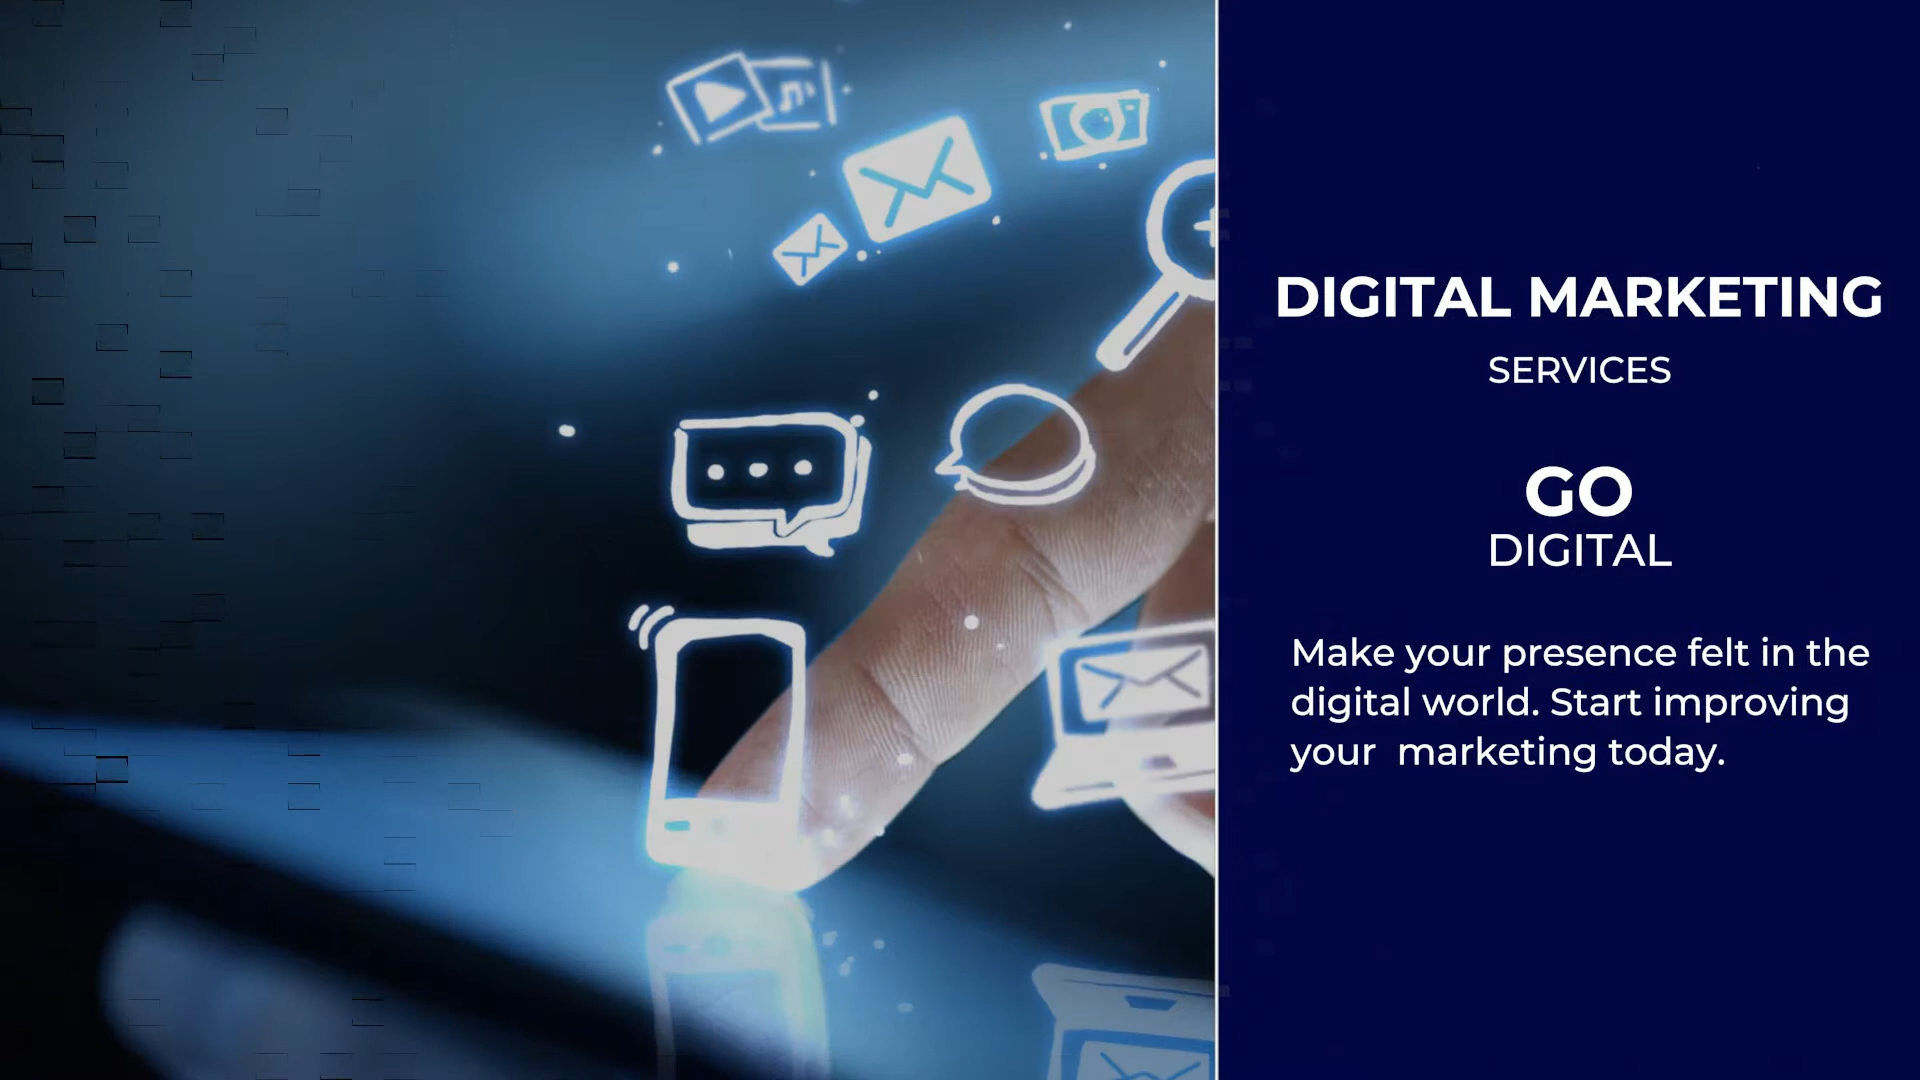 DIGITAL MARKETING
SERVICES
GO
DIGITAL
Make your presence felt in the
digital world. Start improving
your  marketing today.